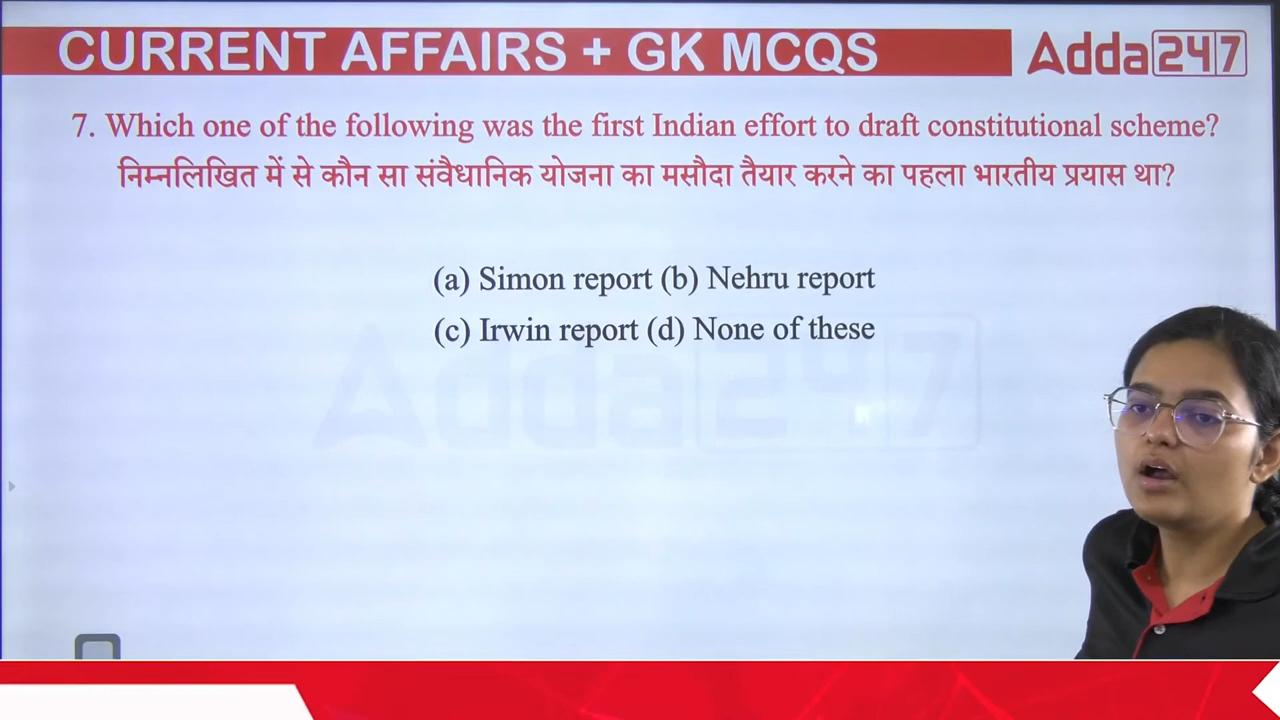 CURRENT AFFAIRS + GK MCQS
Adda247
7. Which one of the following was the first Indian effort to draft constitutional scheme?
निम्नलिखित में से कौन सा संवैधानिक योजना का मसौदा तैयार करने का पहला भारतीय प्रयास था?
(a) Simon report (b) Nehru report
(c) Irwin report (d) None of these
Adda247